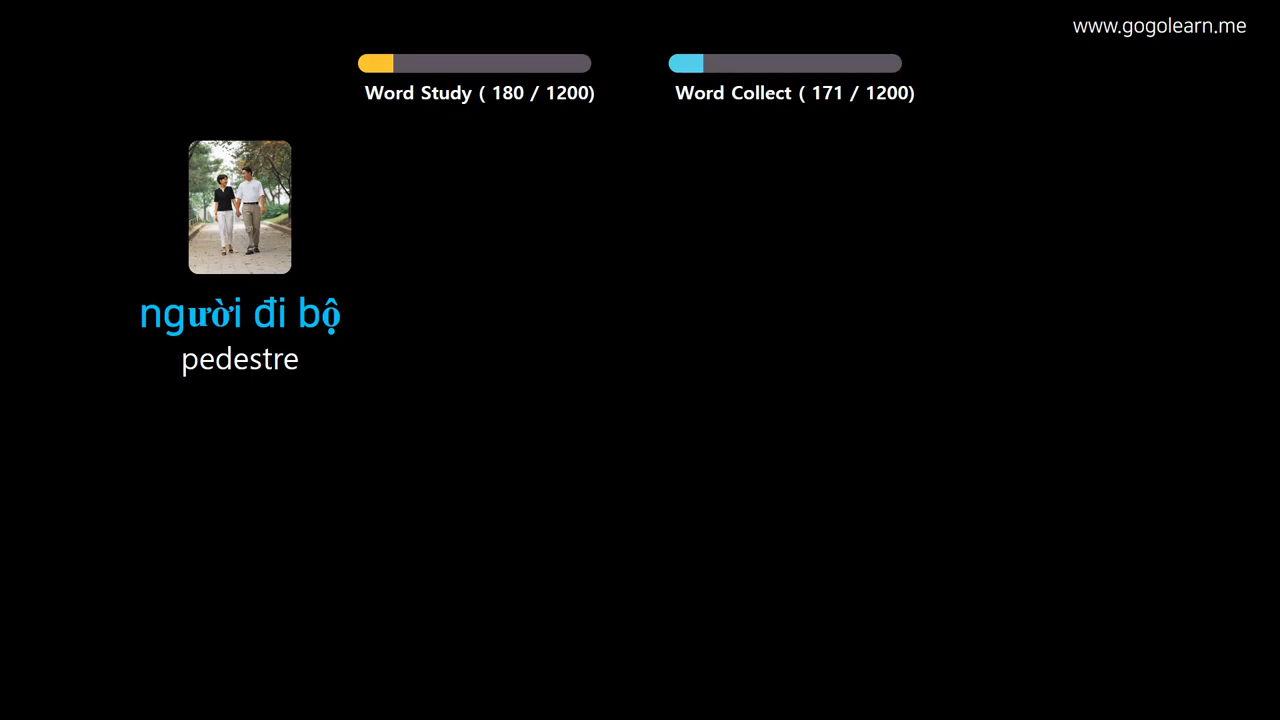 www.gogolearn.me
Word Study ( 180 / 1200)
Word Collect ( 171 / 1200)
người đi bộ
pedestre